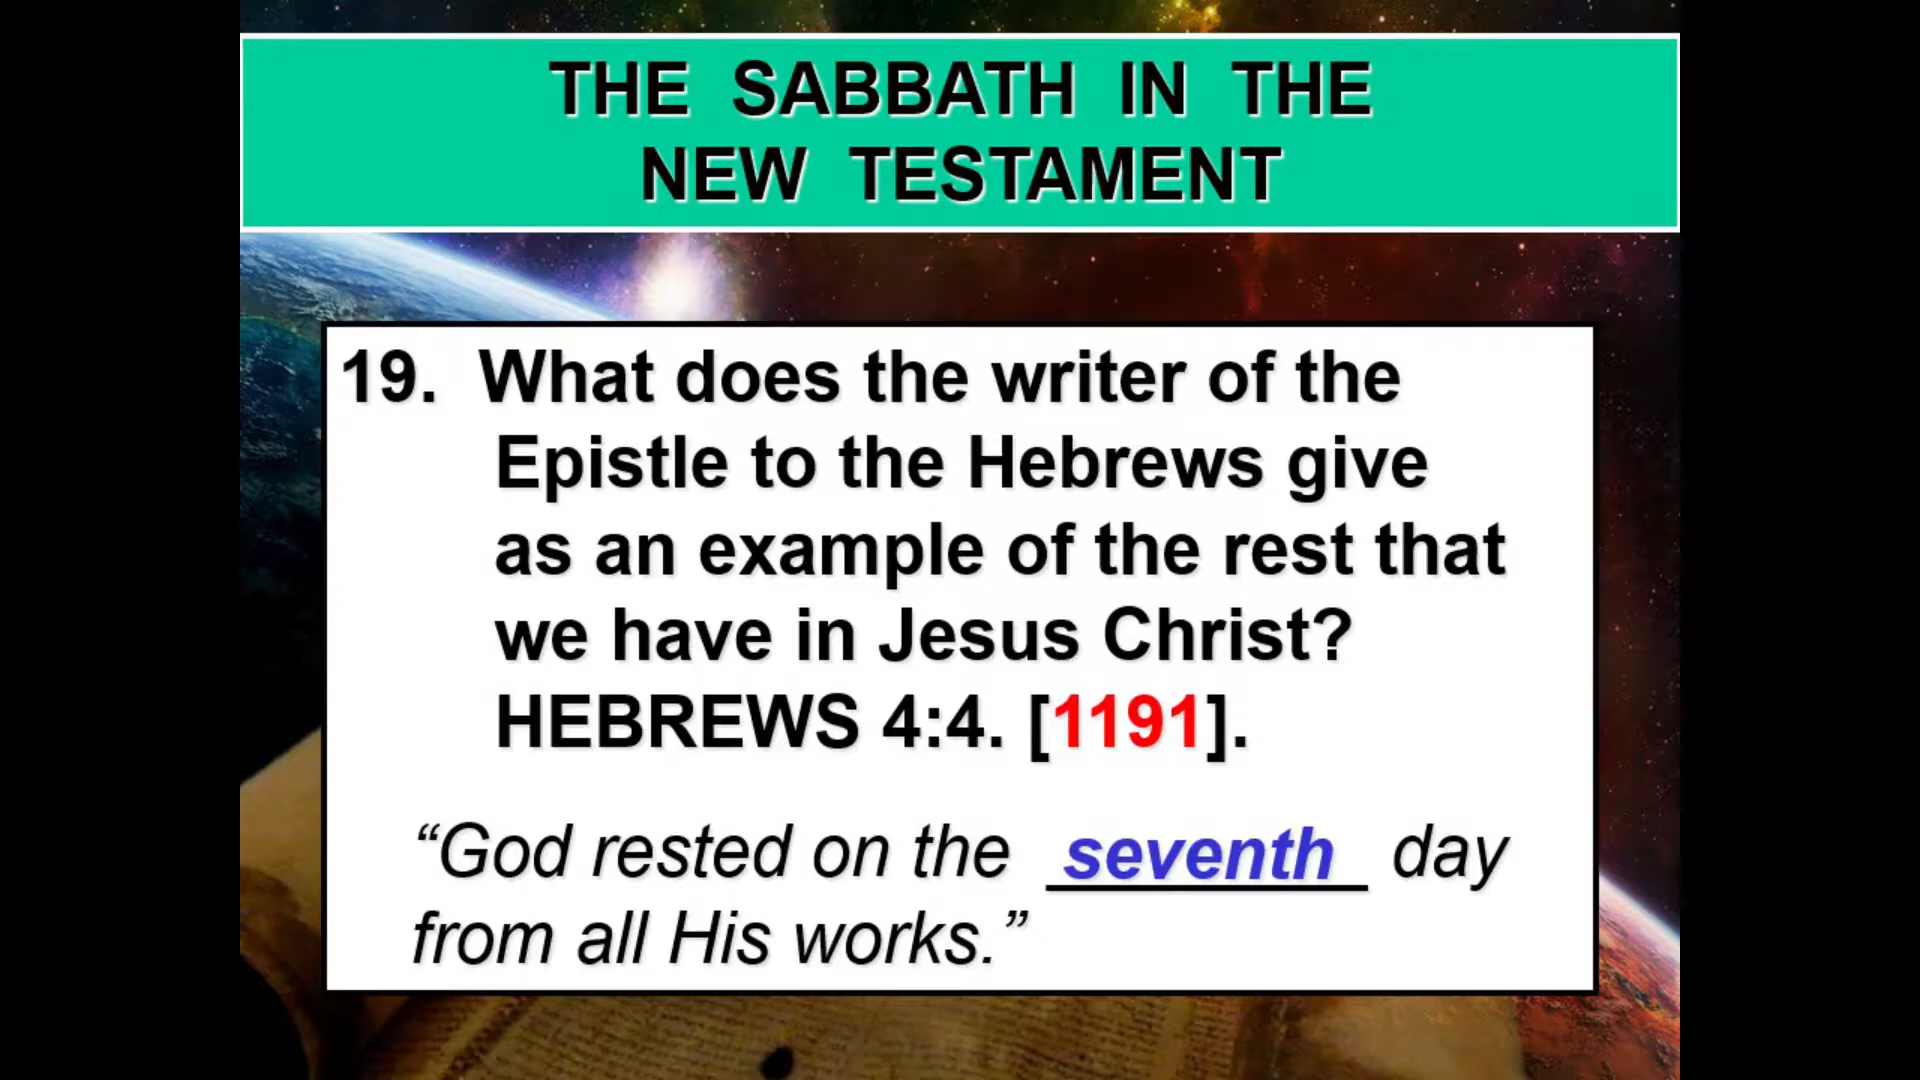 THE SABBATH IN THE
NEW TESTAMENT
19. What does the writer of the
Epistle to the Hebrews give
as an example of the rest that
we have in Jesus Christ?
HEBREWS 4:4. [1191].
“God rested on the seventh day
from all His works.”